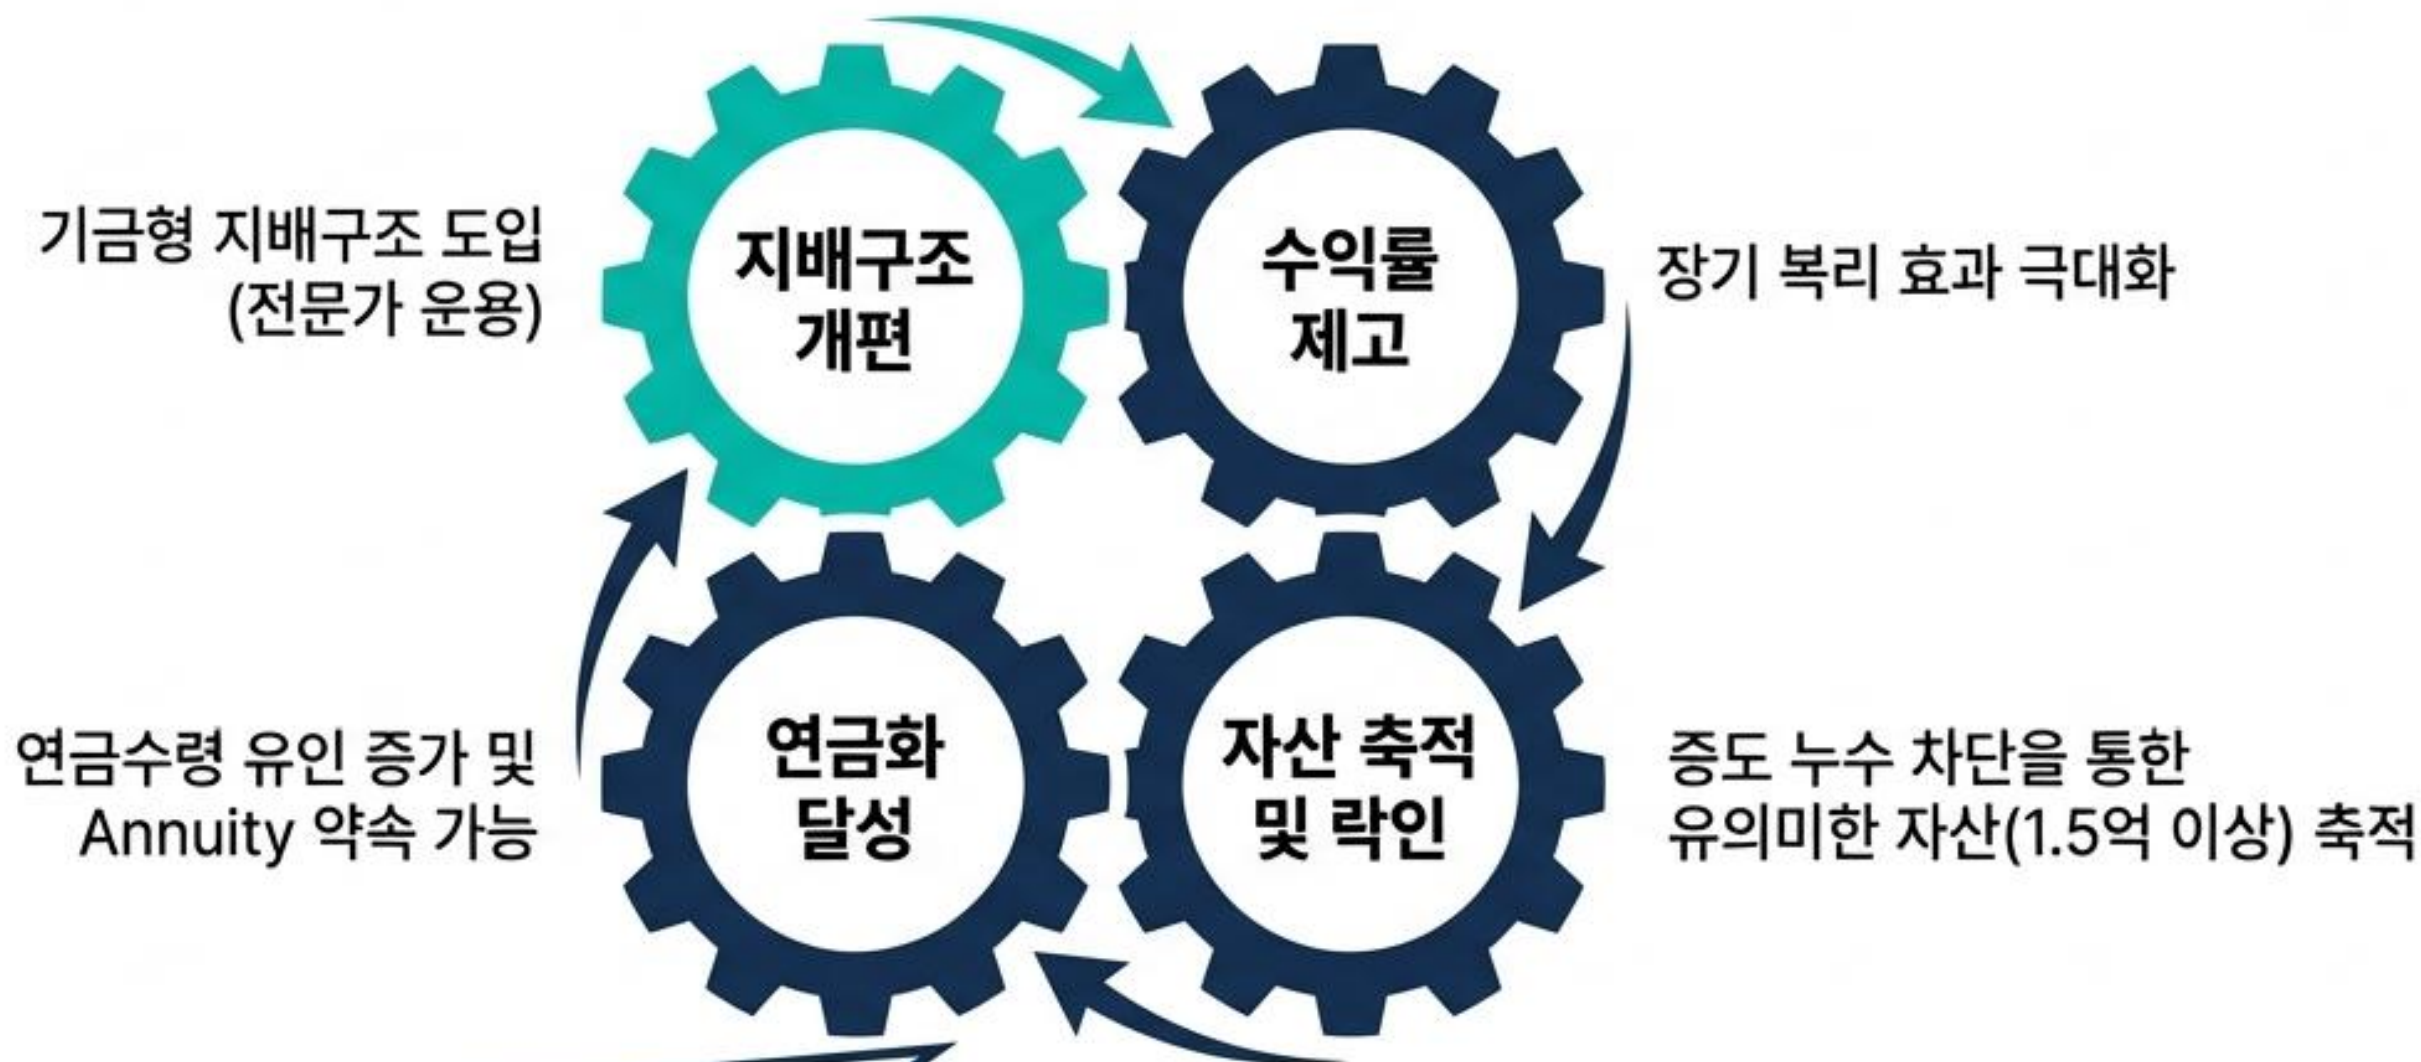 기금형 지배구조 도입
(전문가 운용)
지배구조
개편
수익률
제고
장기 복리 효과 극대화
연금수령 유인 증가 및
Annuity 약속 가능
연금화
달성
자산 축적
및 락인
증도 누수 차단을 통한
유의미한 자산(1.5억 이상) 축적